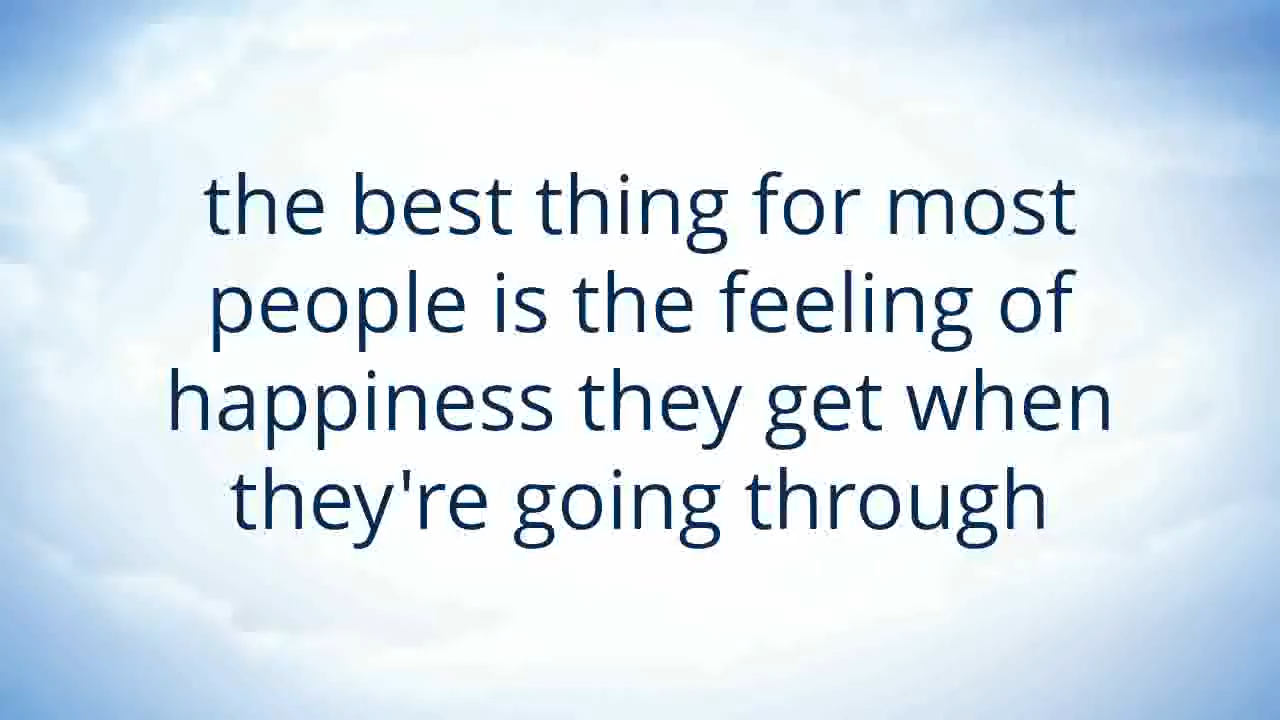 the best thing for most
people is the feeling of
happiness they get when
they're going through